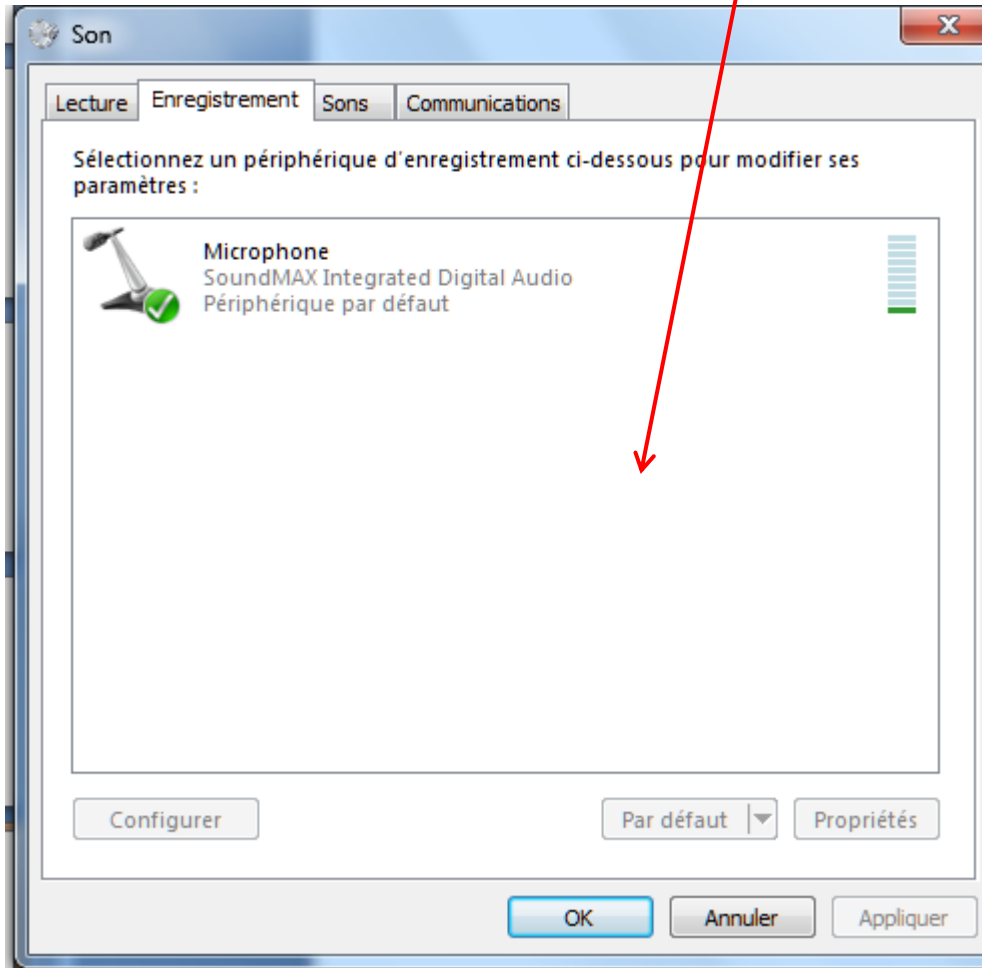 Son
Lecture Enregistrement Sons Communications
Sélectionnez un périphérique d'enregistrement ci-dessous pour modifier ses
paramètres :
Microphone
SoundMAX Integrated Digital Audio
Périphérique par défaut
Configurer Par défaut Propriétés
OK Annuler Appliquer